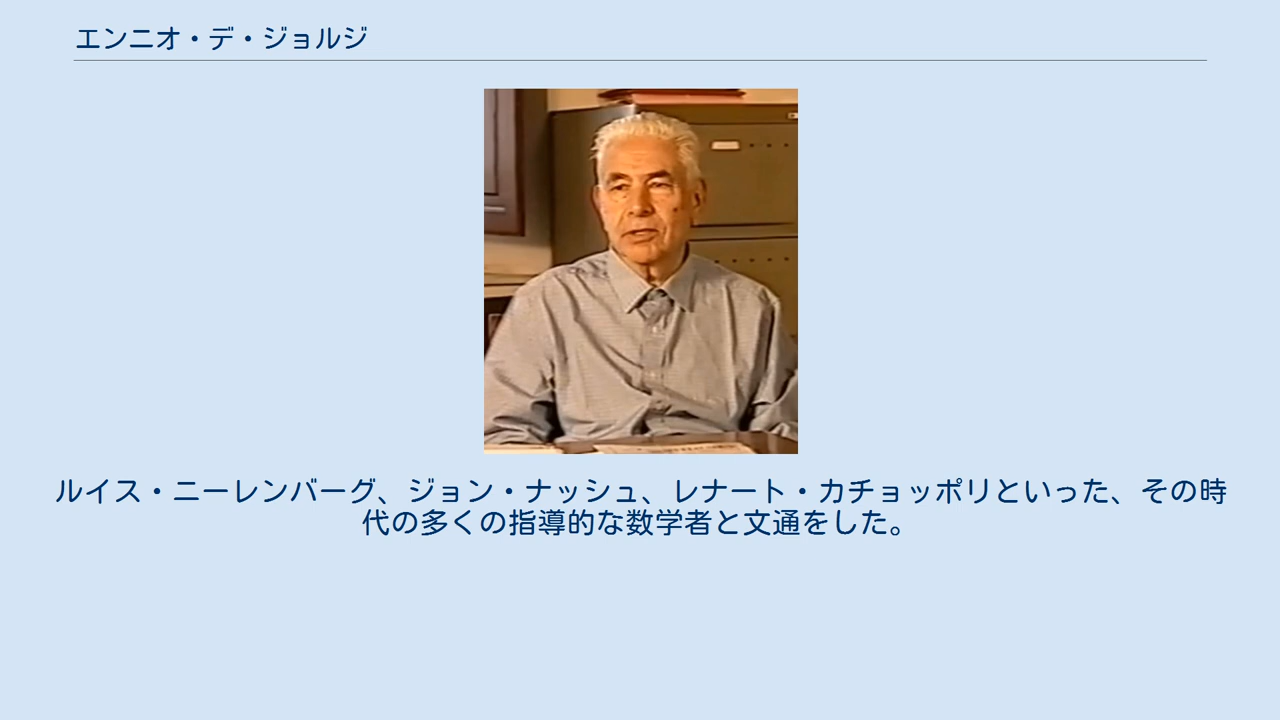 エンニオ・デ・ジョルジ
ルイス・ニーレンバーグ、ジョン・ナッシュ、レナート・カチョッポリといった、その時
代の多くの指導的な数学者と文通をした。